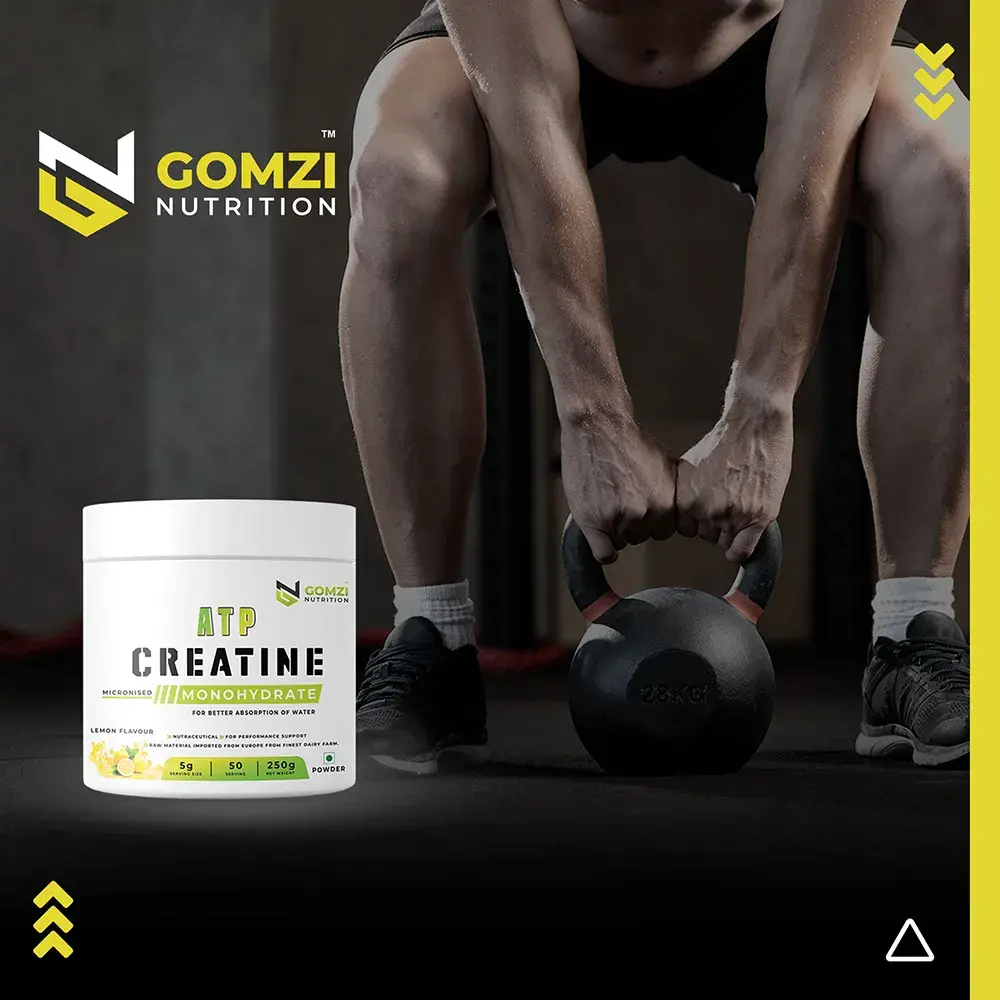 TM
GOMZI
NUTRITION
GOMZI
NUTRITION
ATP
CREATINE
MICRONISED
MONOHYDRATE
FOR BETTER ABSORPTION OF WATER
LEMON FLAVOUR
NUTRACEUTICAL FOR PERFORMANCE SUPPORT
RAW MATERIAL IMPORTED FROM EUROPE FROM FINEST DAIRY FARM.
5g 50 250g
SERVING SIZE SERVING NET WEIGHT
POWDER